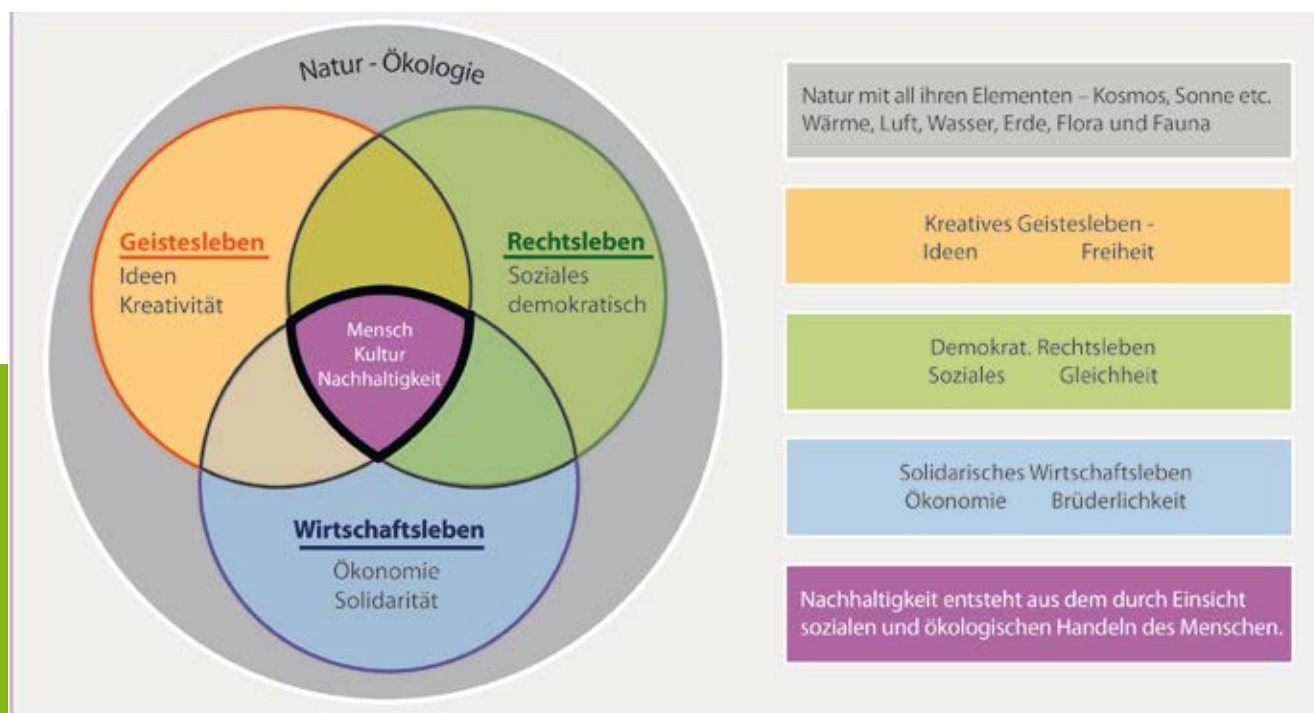 Natur - Ökologie
Geistesleben
Ideen
Kreativität
Rechtsleben
Soziales
demokratisch
Mensch
Kultur
Nachhaltigkeit
Wirtschaftsleben
Ökonomie
Solidarität
Natur mit all ihren Elementen – Kosmos, Sonne etc.
Wärme, Luft, Wasser, Erde, Flora und Fauna
Kreatives Geistesleben -
Ideen Freiheit
Demokrat. Rechtsleben
Soziales Gleichheit
Solidarisches Wirtschaftsleben
Ökonomie Brüderlichkeit
Nachhaltigkeit entsteht aus dem durch Einsicht
sozialen und ökologischen Handeln des Menschen.